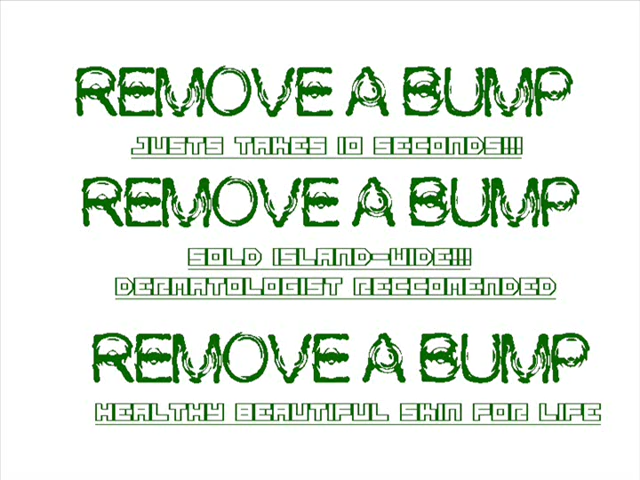 REMOVE A BUMP
JUSTS TAKES 10 SECONDS!!!
REMOVE A BUMP
SOLD ISLAND-WIDE!!!
DERMATOLOGIST RECCOMENDED
REMOVE A BUMP
HEALTHY BEAUTIFUL SKIN FOR LIFE